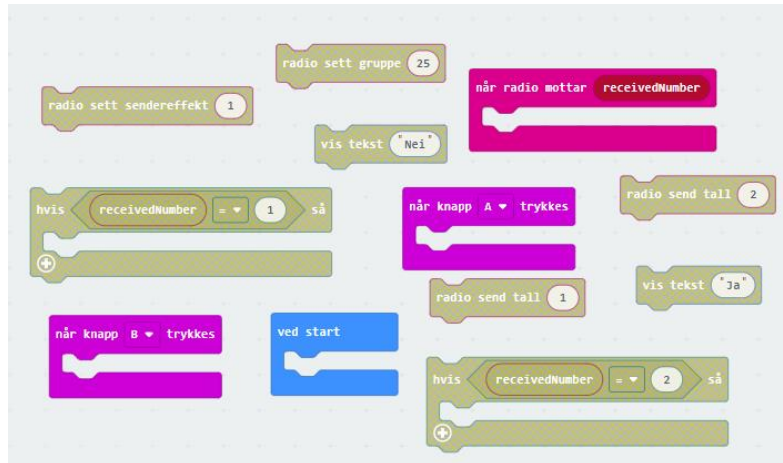 radio sett gruppe 25
radio sett sendereffekt 1
når radio mottar receivedNumber
vis tekst "Nei"
hvis receivedNumber = 1 så
når knapp A trykkes
radio send tall 2
radio send tall 1
vis tekst "Ja"
når knapp B trykkes
ved start
hvis receivedNumber = 2 så